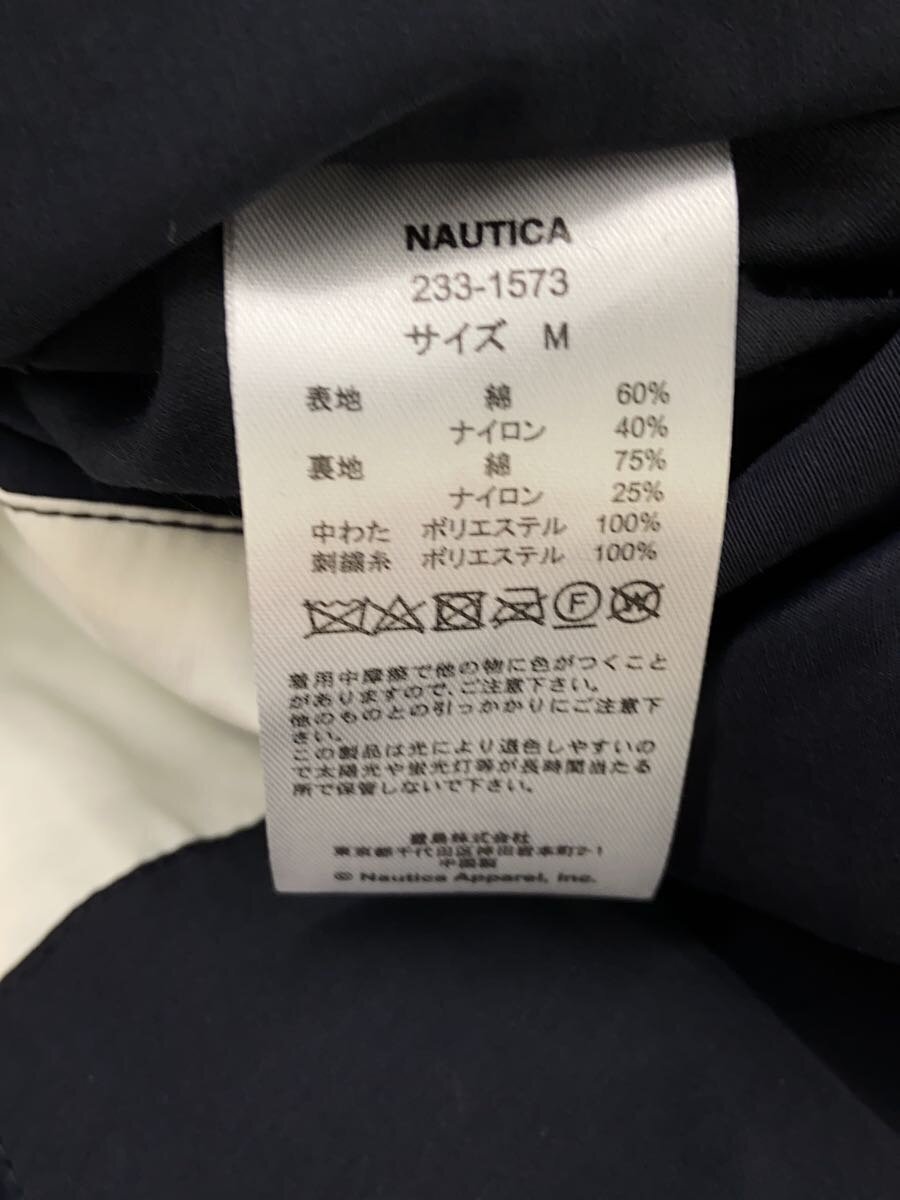 NAUTICA
233-1573
サイズ M
表地 綿 60%
ナイロン 40%
裏地 綿 75%
ナイロン 25%
中わた ポリエステル 100%
刺繍糸 ポリエステル 100%
F W
着用中摩擦で他の物に色がつくこと
がありますので、ご注意下さい。
他のものとの引っかかりにご注意下
さい。
この製品は光により退色しやすいの
で太陽光や蛍光灯等が長時間当たる
所で保管しないで下さい。
豊島株式会社
東京都千代田区神田岩本町2-1
中国製
© Nautica Apparel, Inc.